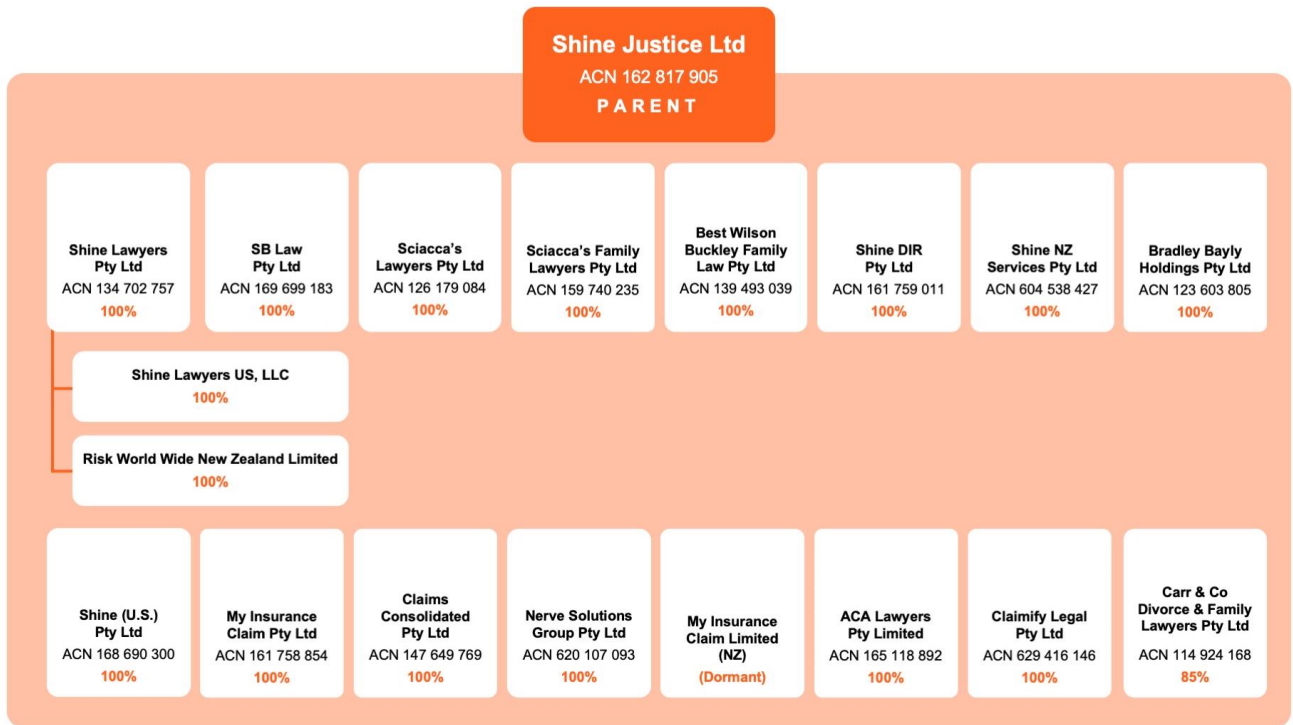 Shine Justice Ltd
ACN 162 817 905
PARENT
Shine Lawyers
Pty Ltd
ACN 134 702 757
100%
SB Law
Pty Ltd
ACN 169 699 183
100%
Sciacca's
Lawyers Pty Ltd
ACN 126 179 084
100%
Sciacca's Family
Lawyers Pty Ltd
ACN 159 740 235
100%
Best Wilson
Buckley Family
Law Pty Ltd
ACN 139 493 039
100%
Shine DIR
Pty Ltd
ACN 161 759 011
100%
Shine NZ
Services Pty Ltd
ACN 604 538 427
100%
Bradley Bayly
Holdings Pty Ltd
ACN 123 603 805
100%
Shine Lawyers US, LLC
100%
Risk World Wide New Zealand Limited
100%
Shine (U.S.)
Pty Ltd
ACN 168 690 300
100%
My Insurance
Claim Pty Ltd
ACN 161 758 854
100%
Claims
Consolidated
Pty Ltd
ACN 147 649 769
100%
Nerve Solutions
Group Pty Ltd
ACN 620 107 093
100%
My Insurance
Claim Limited
(NZ)
(Dormant)
ACA Lawyers
Pty Limited
ACN 165 118 892
100%
Claimify Legal
Pty Ltd
ACN 629 416 146
100%
Carr & Co
Divorce & Family
Lawyers Pty Ltd
ACN 114 924 168
85%